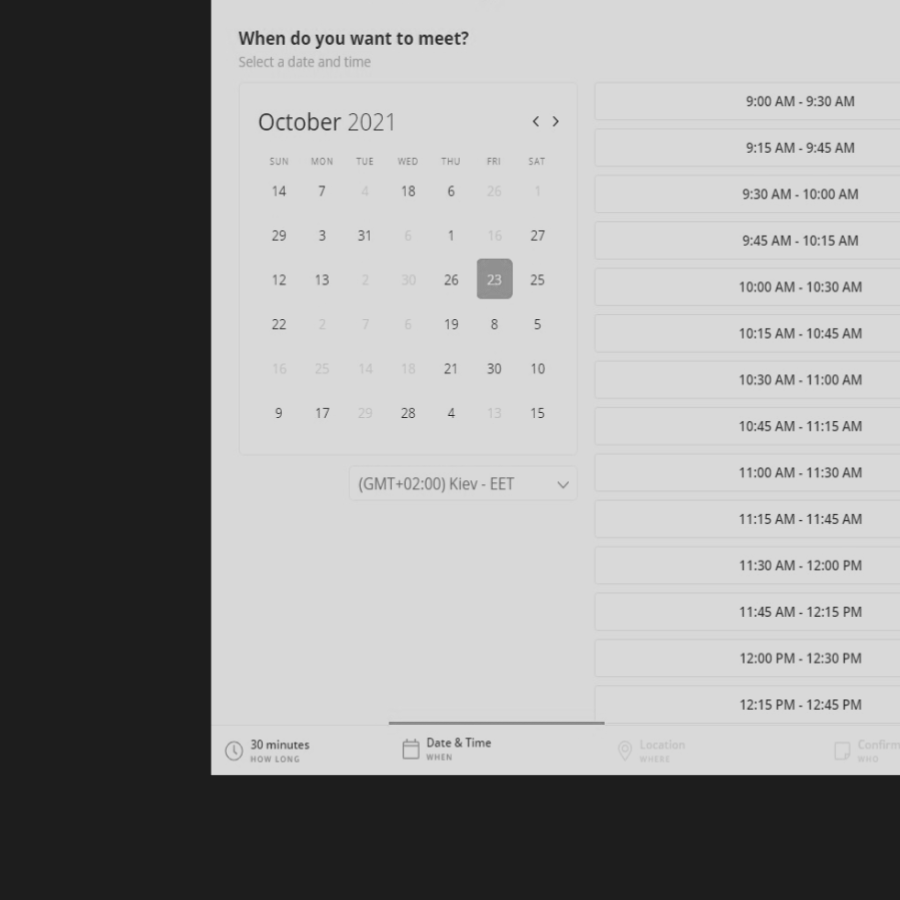 When do you want to meet?
Select a date and time
October 2021
SUN MON TUE WED THU FRI SAT
14 7 4 18 6 26 1
29 3 31 6 1 16 27
12 13 2 30 26 23 25
22 2 7 6 19 8 5
16 25 14 18 21 30 10
9 17 29 28 4 13 15
(GMT+02:00) Kiev - EET
9:00 AM - 9:30 AM
9:15 AM - 9:45 AM
9:30 AM - 10:00 AM
9:45 AM - 10:15 AM
10:00 AM - 10:30 AM
10:15 AM - 10:45 AM
10:30 AM - 11:00 AM
10:45 AM - 11:15 AM
11:00 AM - 11:30 AM
11:15 AM - 11:45 AM
11:30 AM - 12:00 PM
11:45 AM - 12:15 PM
12:00 PM - 12:30 PM
12:15 PM - 12:45 PM
30 minutes
HOW LONG
Date & Time
WHEN
Location
WHERE
Confirm
WHO